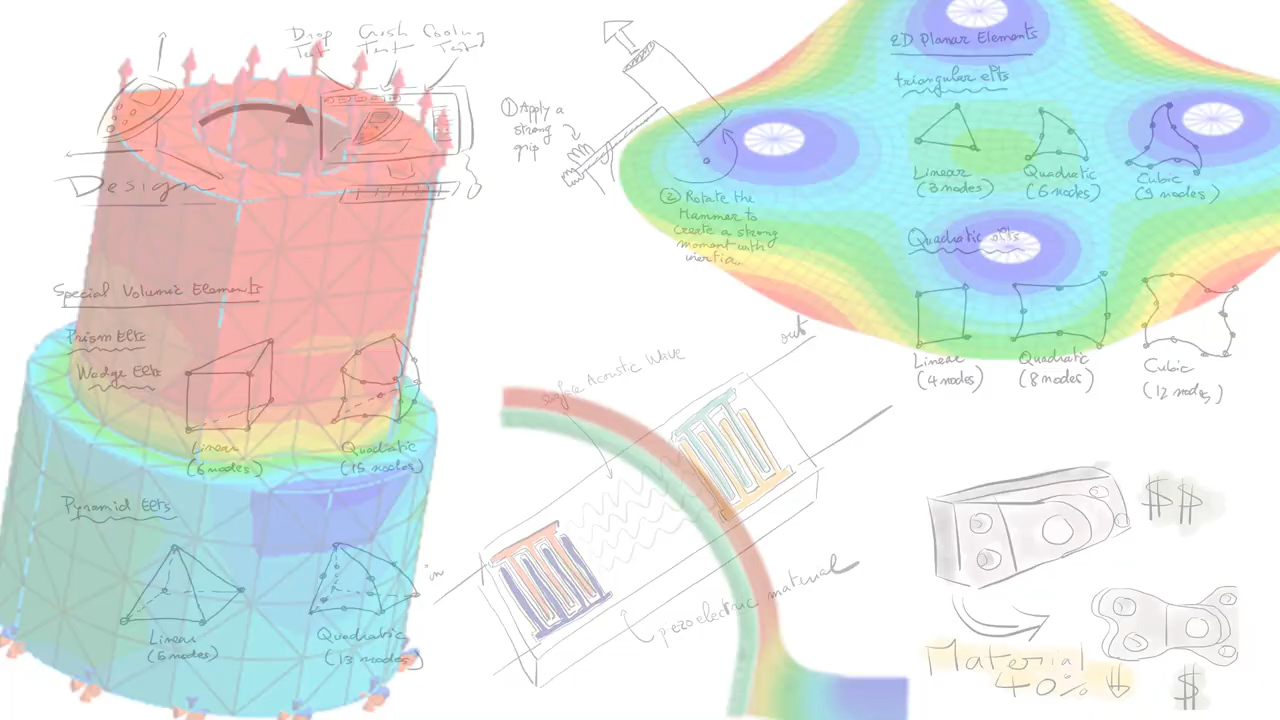 Drop Test
Crash Test
Cooling Test
Design
① Apply a
strong
grip
② Rotate the
Hammer to
create a strong
moment with
inertia.
2D Planar Elements
triangular elts
Linear
(3 nodes)
Quadratic
(6 nodes)
Cubic
(9 nodes)
Quadratic elts
Linear
(4 nodes)
Quadratic
(8 nodes)
Cubic
(12 nodes)
Special Volumic Elements
Prism Elts
Wedge Elts
Linear
(6 nodes)
Quadratic
(15 nodes)
Pyramid Elts
Linear
(5 nodes)
Quadratic
(13 nodes)
Surface Acoustic Wave
out
in
piezoelectric material
$$
Material
40%
$